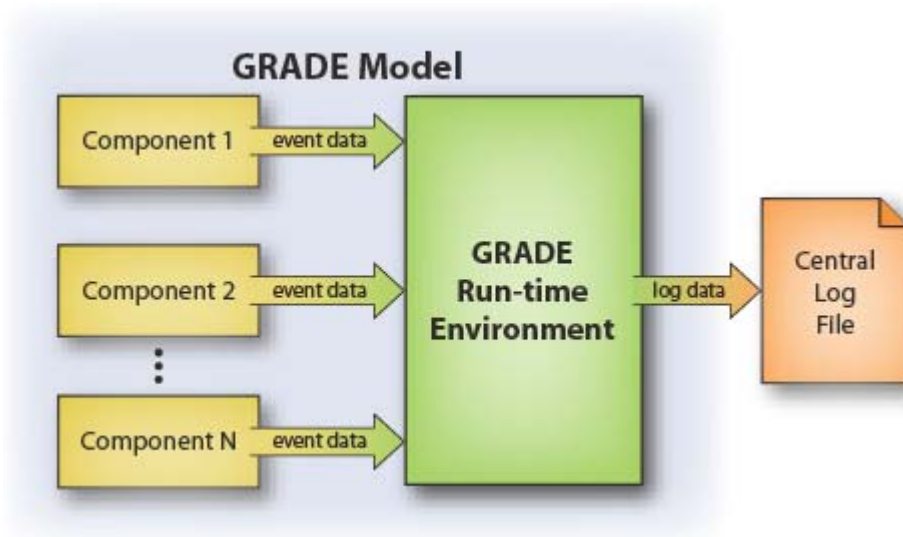 GRADE Model
Component 1
event data
Component 2
event data
Component N
event data
GRADE
Run-time
Environment
log data
Central
Log
File